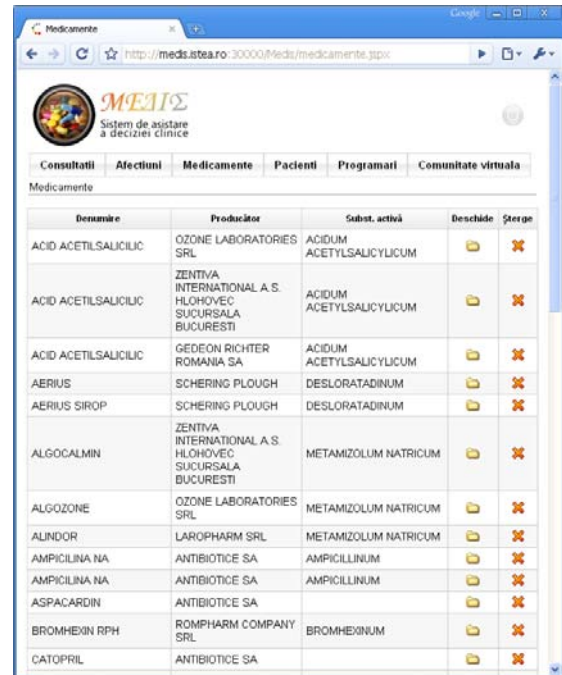 Google
Medicamente
http://medis.istea.ro:30000/Medis/medicamente.jspx
ΜΕΔΙΣ
Sistem de asistare
a deciziei clinice
Consultatii Afectiuni Medicamente Pacienti Programari Comunitate virtuala
Medicamente
Denumire Producător Subst. activă Deschide Şterge
ACID ACETILSALICILIC OZONE LABORATORIES SRL ACIDUM ACETYLSALICYLICUM
ACID ACETILSALICILIC ZENTIVA INTERNATIONAL A.S. HLOHOVEC SUCURSALA BUCURESTI ACIDUM ACETYLSALICYLICUM
ACID ACETILSALICILIC GEDEON RICHTER ROMANIA SA ACIDUM ACETYLSALICYLICUM
AERIUS SCHERING PLOUGH DESLORATADINUM
AERIUS SIROP SCHERING PLOUGH DESLORATADINUM
ALGOCALMIN ZENTIVA INTERNATIONAL A.S. HLOHOVEC SUCURSALA BUCURESTI METAMIZOLUM NATRICUM
ALGOZONE OZONE LABORATORIES SRL METAMIZOLUM NATRICUM
ALINDOR LAROPHARM SRL METAMIZOLUM NATRICUM
AMPICILINA NA ANTIBIOTICE SA AMPICILLINUM
AMPICILINA NA ANTIBIOTICE SA AMPICILLINUM
ASPACARDIN ANTIBIOTICE SA
BROMHEXIN RPH ROMPHARM COMPANY SRL BROMHEXINUM
CATOPRIL ANTIBIOTICE SA